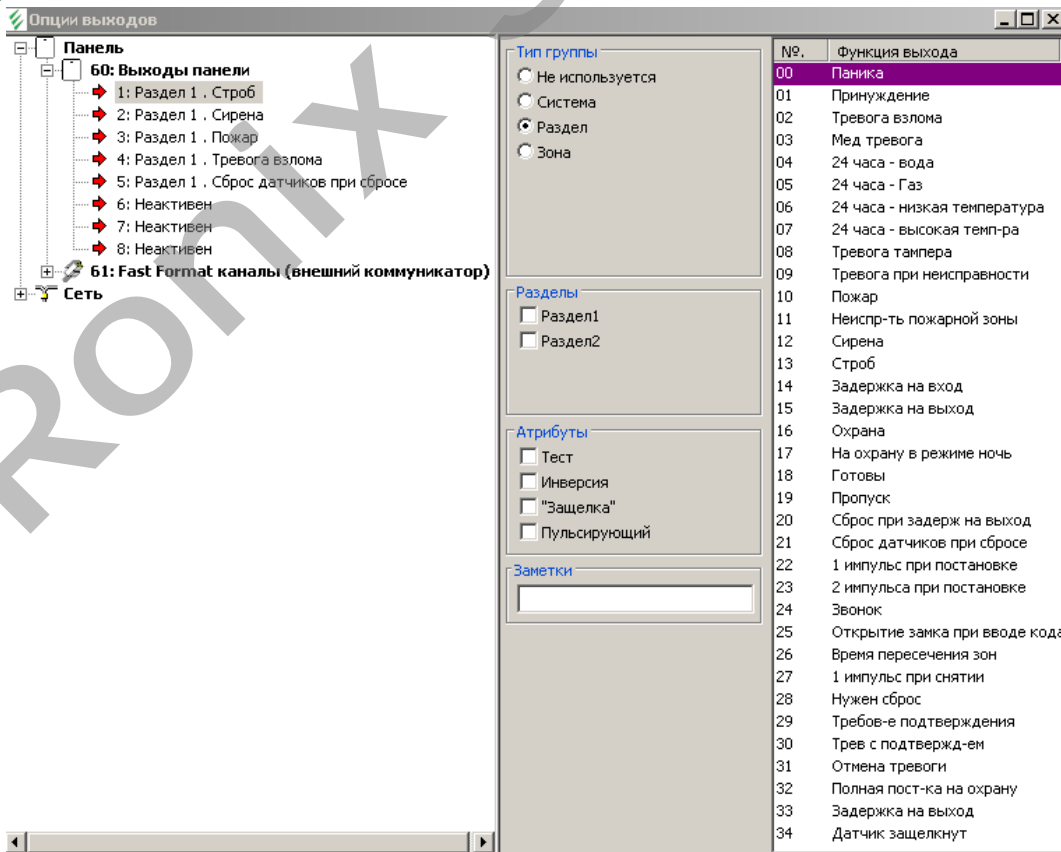 Опции выходов
Панель
60: Выходы панели
1: Раздел 1 . Строб
2: Раздел 1 . Сирена
3: Раздел 1 . Пожар
4: Раздел 1 . Тревога взлома
5: Раздел 1 . Сброс датчиков при сбросе
6: Неактивен
7: Неактивен
8: Неактивен
61: Fast Format каналы (внешний коммуникатор)
Сеть
Тип группы
Не используется
Система
Раздел
Зона
Разделы
Раздел1
Раздел2
Атрибуты
Тест
Инверсия
"Защелка"
Пульсирующий
Заметки
№. Функция выхода
00 Паника
01 Принуждение
02 Тревога взлома
03 Мед тревога
04 24 часа - вода
05 24 часа - Газ
06 24 часа - низкая температура
07 24 часа - высокая темп-ра
08 Тревога тампера
09 Тревога при неисправности
10 Пожар
11 Неиспр-ть пожарной зоны
12 Сирена
13 Строб
14 Задержка на вход
15 Задержка на выход
16 Охрана
17 На охрану в режиме ночь
18 Готовы
19 Пропуск
20 Сброс при задерж на выход
21 Сброс датчиков при сбросе
22 1 импульс при постановке
23 2 импульса при постановке
24 Звонок
25 Открытие замка при вводе кода
26 Время пересечения зон
27 1 импульс при снятии
28 Нужен сброс
29 Требов-е подтверждения
30 Трев с подтвержд-ем
31 Отмена тревоги
32 Полная пост-ка на охрану
33 Задержка на выход
34 Датчик защелкнут
Ronix